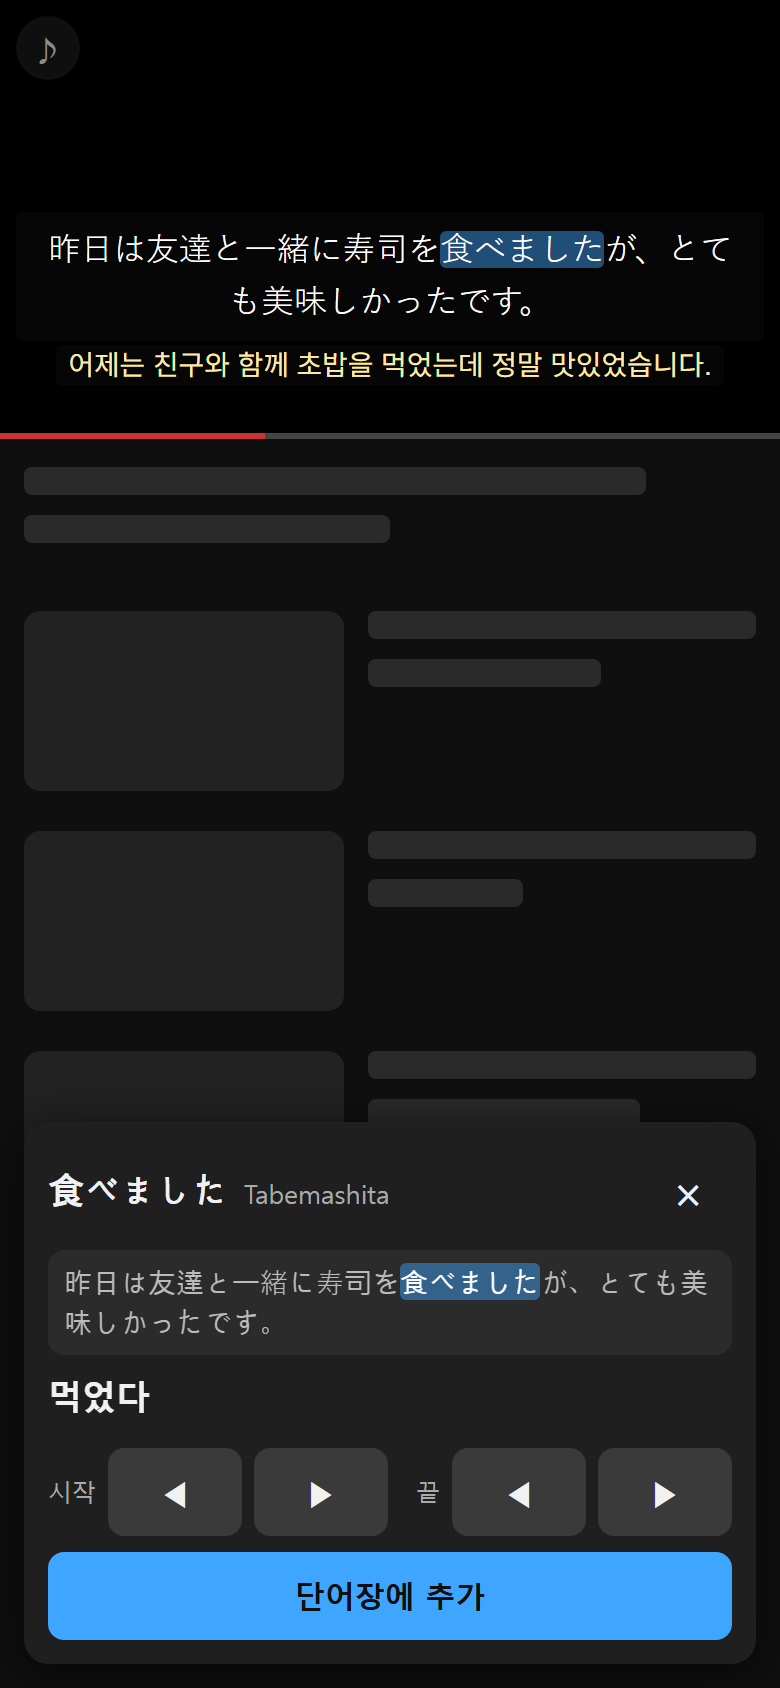 ♪
昨日は友達と一緒に寿司を食べましたが、とて
も美味しかったです。
어제는 친구와 함께 초밥을 먹었는데 정말 맛있었습니다.
食べました Tabemashita ✕
昨日は友達と一緒に寿司を食べましたが、とても美
味しかったです。
먹었다
시작 ◀ ▶ 끝 ◀ ▶
단어장에 추가